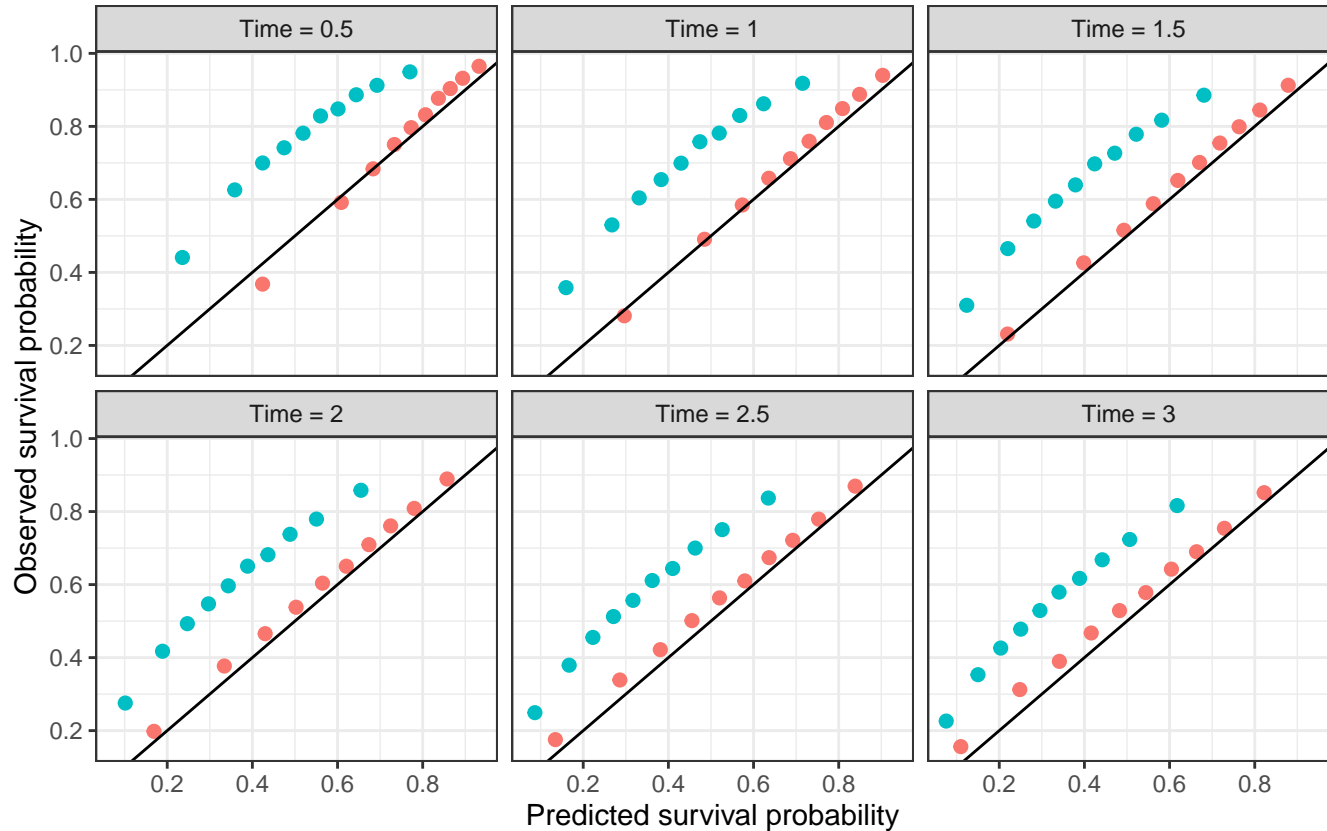 Time = 0.5
Time = 1
Time = 1.5
1.0
0.8
0.6
0.4
0.2
Time = 2
Time = 2.5
Time = 3
1.0
0.8
0.6
0.4
0.2
0.2 0.4 0.6 0.8
0.2 0.4 0.6 0.8
0.2 0.4 0.6 0.8
Predicted survival probability
Observed survival probability